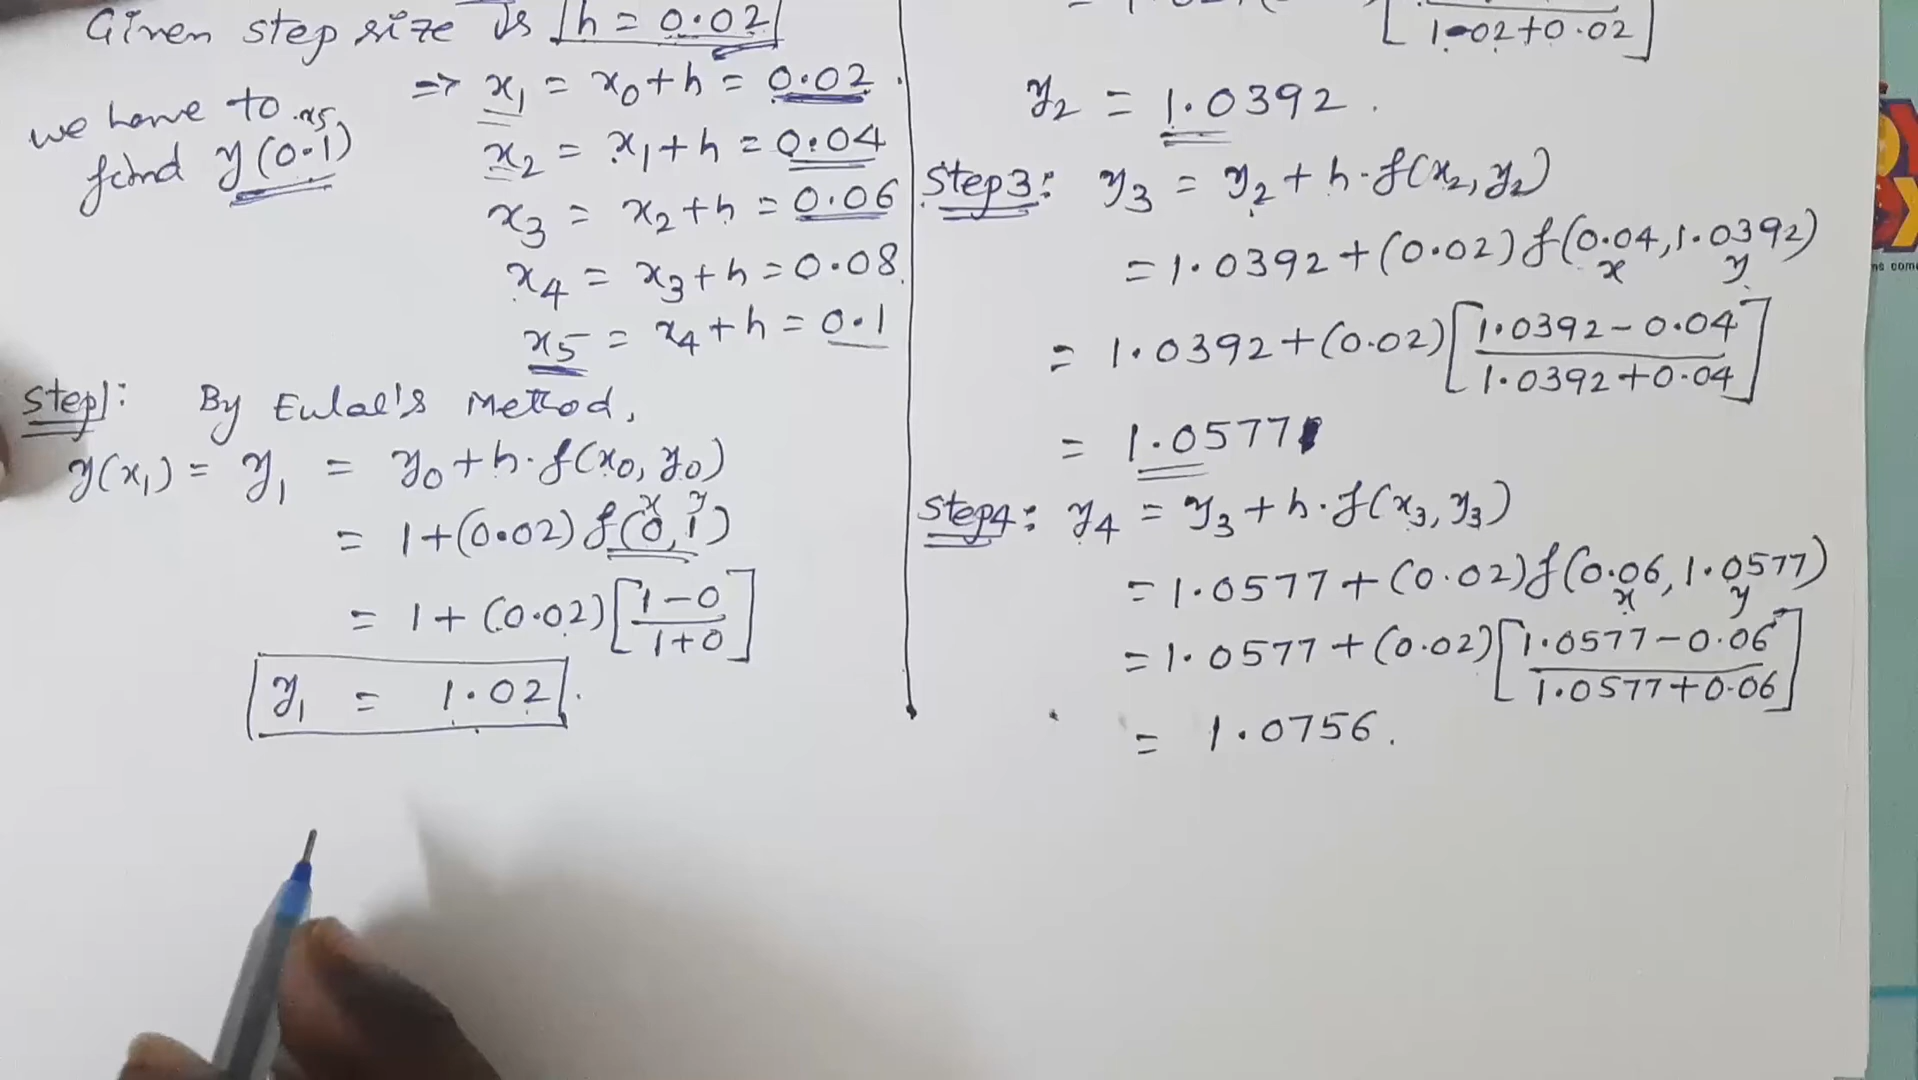 Given step size is h = 0.02
we have to
find y(0.1)
x5
⇒ x1 = x0+h = 0.02.
x2 = x1+h = 0.04
x3 = x2+h = 0.06
x4 = x3+h = 0.08.
x5 = x4+h = 0.1
Step1: By Eular's Method,
y(x1) = y1 = y0+h·f(x0, y0)
x y
= 1+(0.02) f(0,1)
= 1+(0.02)[1-0
1+0]
y1 = 1.02.
[1.02+0.02]
y2 = 1.0392.
Step3: y3 = y2+h·f(x2, y2)
= 1.0392+(0.02) f(0.04, 1.0392)
x y
= 1.0392+(0.02)[1.0392-0.04
1.0392+0.04]
= 1.0577
Step4: y4 = y3+h·f(x3, y3)
= 1.0577+(0.02)f(0.06, 1.0577)
x y
= 1.0577+(0.02)[1.0577-0.06
1.0577+0.06]
= 1.0756.